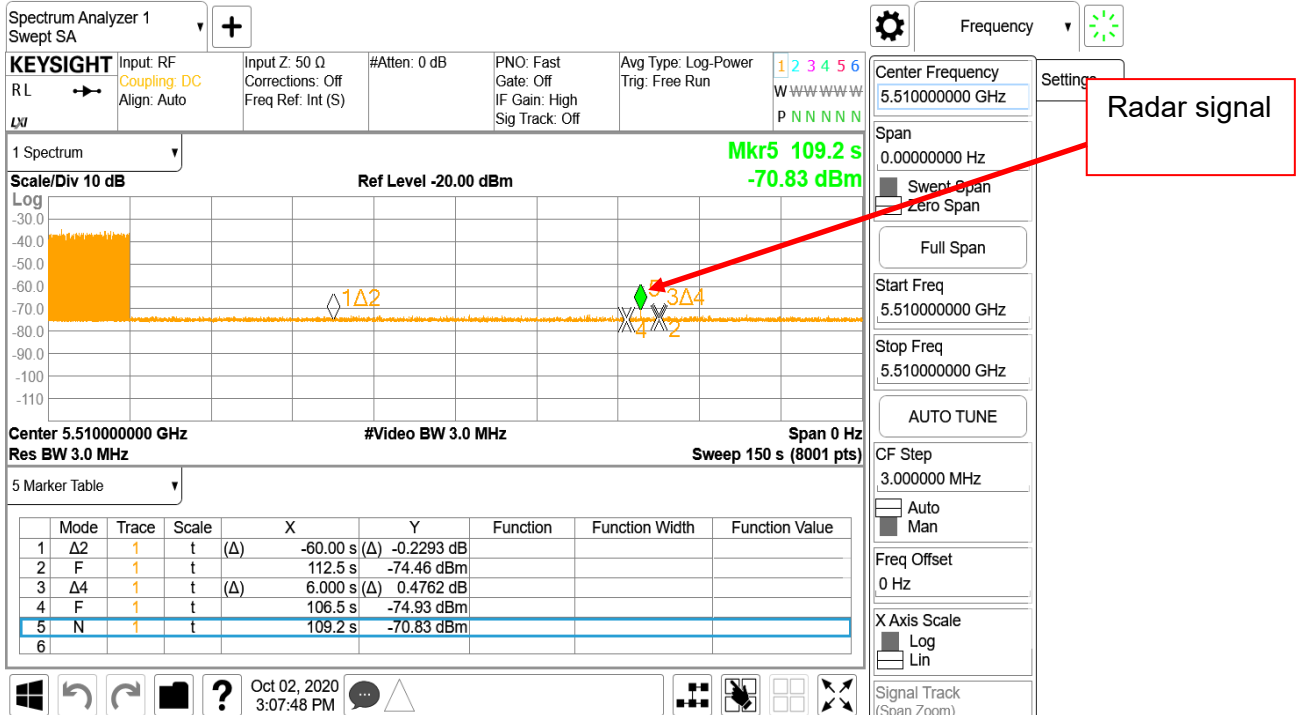 Spectrum Analyzer 1
Swept SA
▼
+
Frequency ▼
KEYSIGHT
R L
LXI
Input: RF
Coupling: DC
Align: Auto
Input Z: 50 Ω
Corrections: Off
Freq Ref: Int (S)
#Atten: 0 dB
PNO: Fast
Gate: Off
IF Gain: High
Sig Track: Off
Avg Type: Log-Power
Trig: Free Run
1 2 3 4 5 6
W W W W W W
P N N N N N
1 Spectrum ▼
Mkr5 109.2 s
-70.83 dBm
Scale/Div 10 dB
Ref Level -20.00 dBm
Log
-30.0
-40.0
-50.0
-60.0
-70.0
-80.0
-90.0
-100
-110
1Δ2
5
3Δ4
4
2
Center 5.510000000 GHz
#Video BW 3.0 MHz
Span 0 Hz
Res BW 3.0 MHz
Sweep 150 s (8001 pts)
5 Marker Table ▼
Mode Trace Scale X Y Function Function Width Function Value
1 Δ2 1 t (Δ) -60.00 s (Δ) -0.2293 dB
2 F 1 t 112.5 s -74.46 dBm
3 Δ4 1 t (Δ) 6.000 s (Δ) 0.4762 dB
4 F 1 t 106.5 s -74.93 dBm
5 N 1 t 109.2 s -70.83 dBm
6
?
Oct 02, 2020
3:07:48 PM
Center Frequency
5.510000000 GHz
Settings
Radar signal
Span
0.00000000 Hz
Swept Span
Zero Span
Full Span
Start Freq
5.510000000 GHz
Stop Freq
5.510000000 GHz
AUTO TUNE
CF Step
3.000000 MHz
Auto
Man
Freq Offset
0 Hz
X Axis Scale
Log
Lin
Signal Track
(Span Zoom)